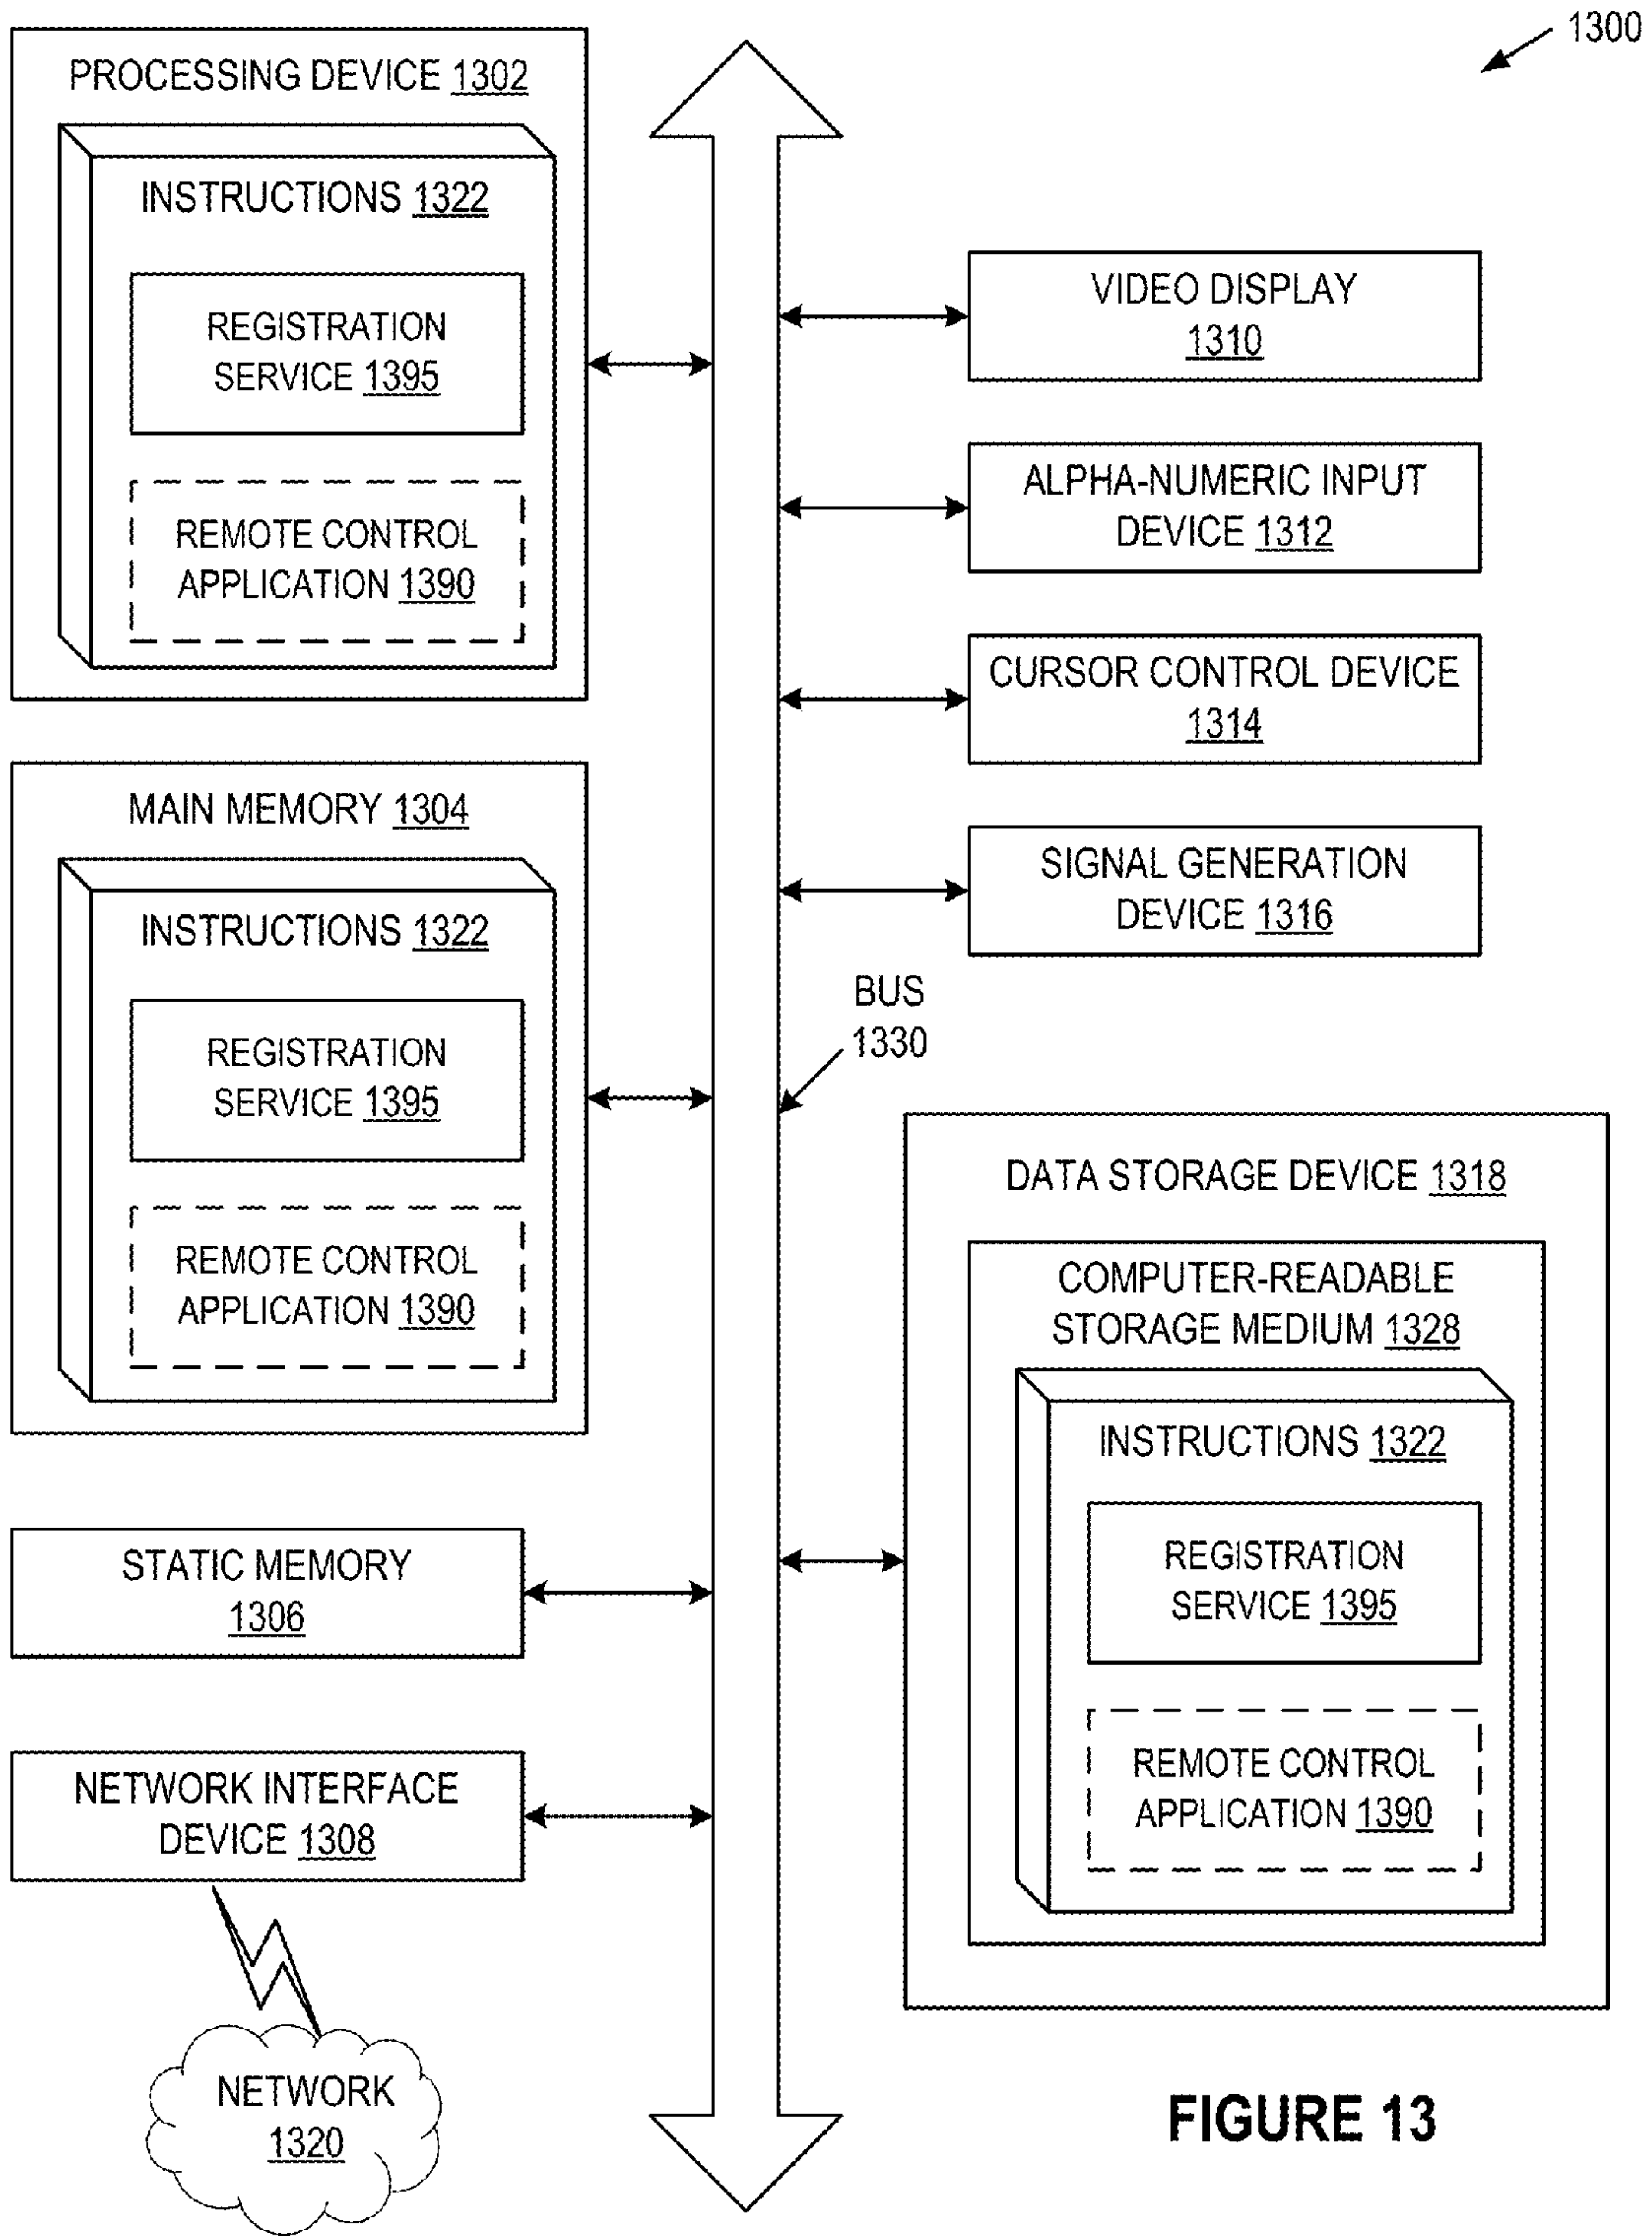 1300
PROCESSING DEVICE 1302
INSTRUCTIONS 1322
REGISTRATION
SERVICE 1395
REMOTE CONTROL
APPLICATION 1390
MAIN MEMORY 1304
INSTRUCTIONS 1322
REGISTRATION
SERVICE 1395
REMOTE CONTROL
APPLICATION 1390
STATIC MEMORY
1306
NETWORK INTERFACE
DEVICE 1308
NETWORK
1320
VIDEO DISPLAY
1310
ALPHA-NUMERIC INPUT
DEVICE 1312
CURSOR CONTROL DEVICE
1314
SIGNAL GENERATION
DEVICE 1316
BUS
1330
DATA STORAGE DEVICE 1318
COMPUTER-READABLE
STORAGE MEDIUM 1328
INSTRUCTIONS 1322
REGISTRATION
SERVICE 1395
REMOTE CONTROL
APPLICATION 1390
FIGURE 13